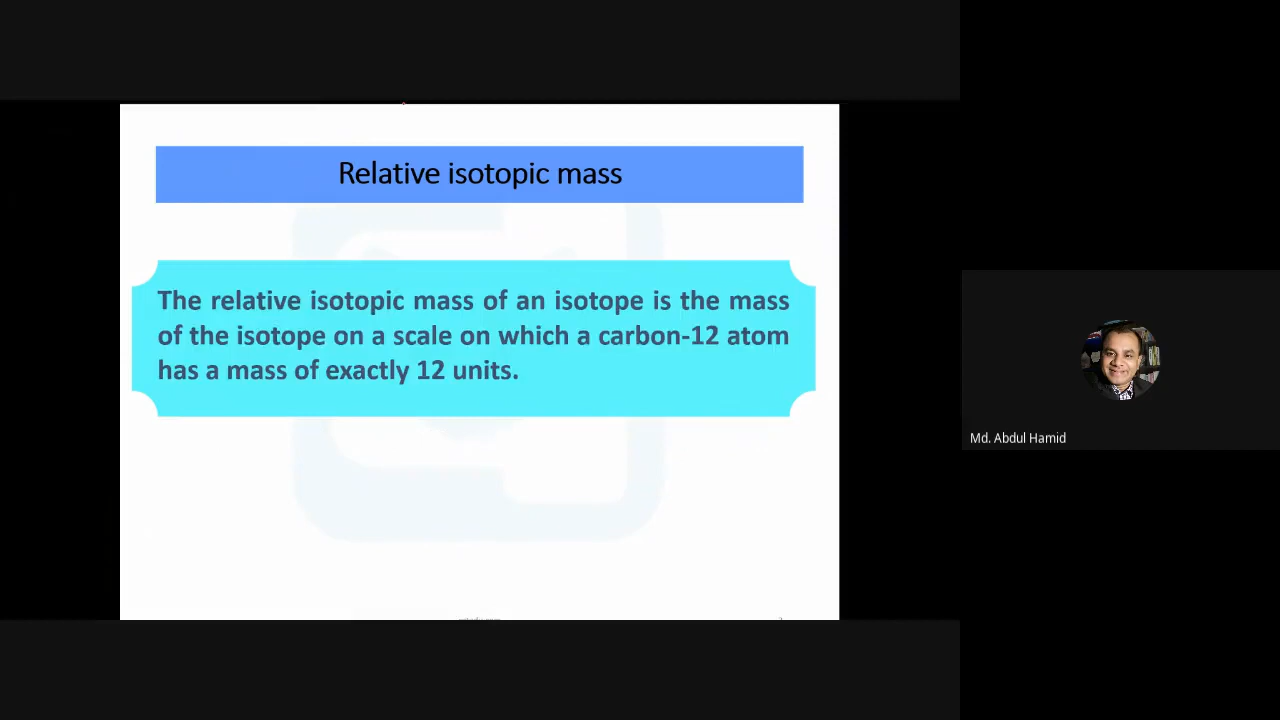 Relative isotopic mass
The relative isotopic mass of an isotope is the mass
of the isotope on a scale on which a carbon-12 atom
has a mass of exactly 12 units.
Md. Abdul Hamid